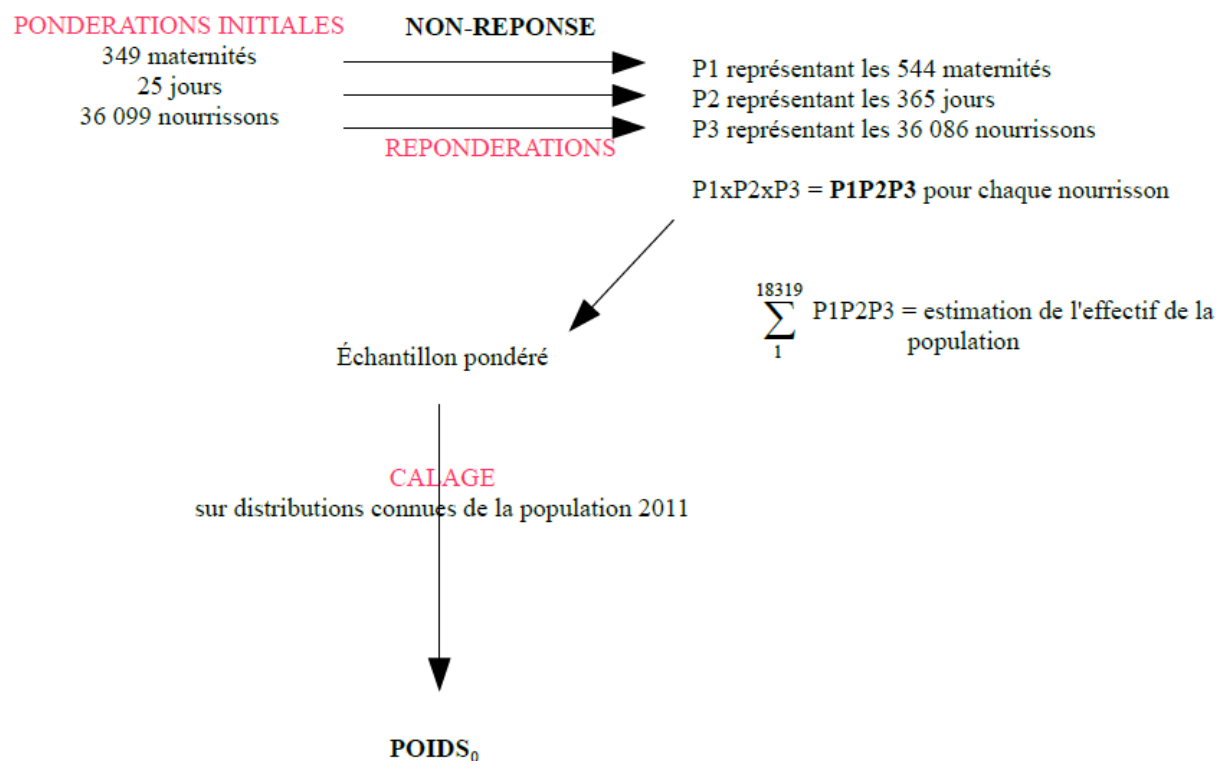 PONDERATIONS INITIALES
349 maternités
25 jours
36 099 nourrissons
NON-REPONSE
REPONDERATIONS
P1 représentant les 544 maternités
P2 représentant les 365 jours
P3 représentant les 36 086 nourrissons
P1xP2xP3 = P1P2P3 pour chaque nourrisson
18319
∑ P1P2P3 = estimation de l'effectif de la
1
population
Échantillon pondéré
CALAGE
sur distributions connues de la population 2011
POIDS₀